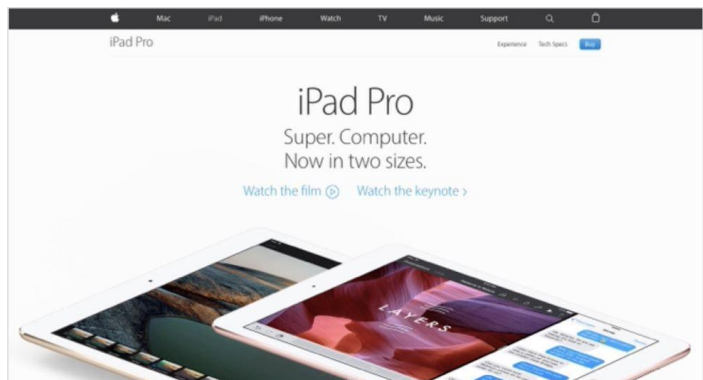 Mac iPad iPhone Watch TV Music Support
iPad Pro
Experience Tech Specs Buy
iPad Pro
Super. Computer.
Now in two sizes.
Watch the film Watch the keynote >
LAYERS